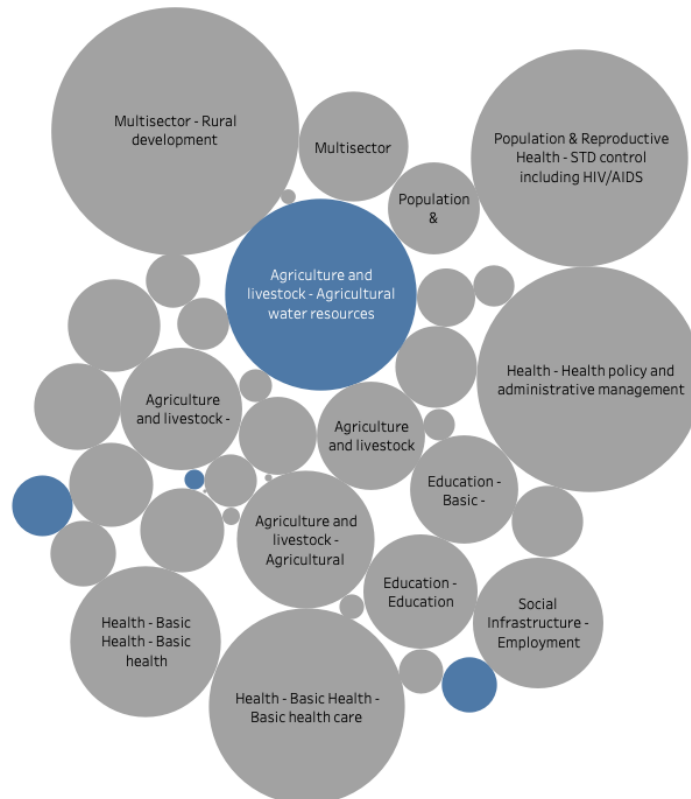 Multisector - Rural
development
Multisector
Population & Reproductive
Health - STD control
including HIV/AIDS
Population
&
Agriculture and
livestock - Agricultural
water resources
Health - Health policy and
administrative management
Agriculture
and livestock -
Agriculture
and livestock
Education -
Basic -
Agriculture and
livestock -
Agricultural
Education -
Education
Social
Infrastructure -
Employment
Health - Basic
Health - Basic
health
Health - Basic Health -
Basic health care